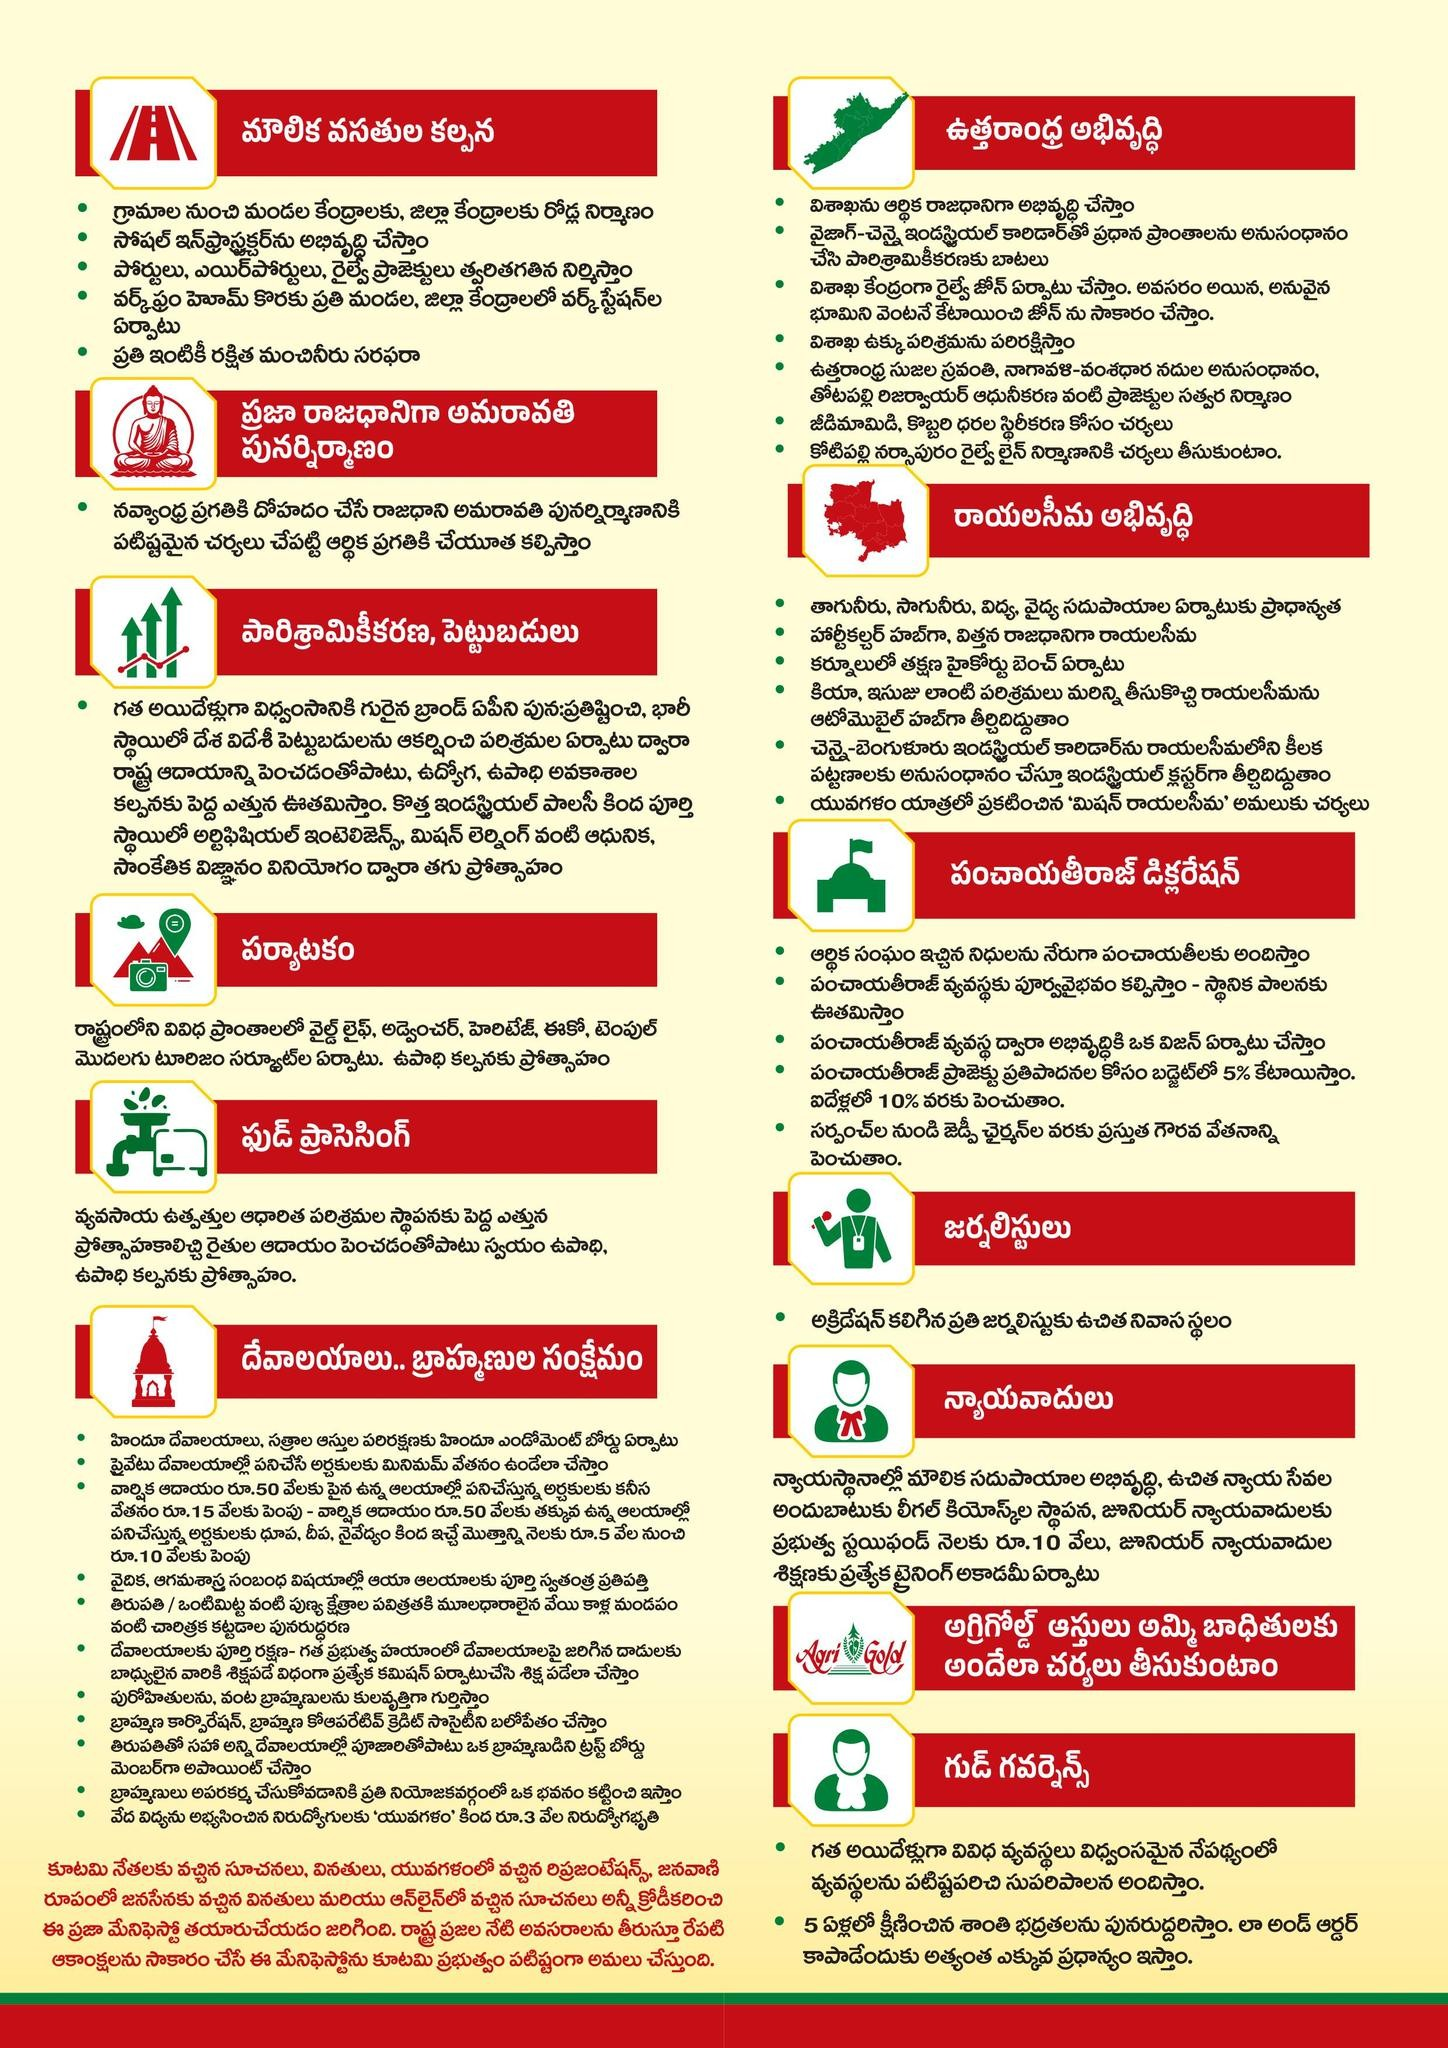 మౌలిక వసతుల కల్పన
• గ్రామాల నుంచి మండల కేంద్రాలకు, జిల్లా కేంద్రాలకు రోడ్ల నిర్మాణం
• సోషల్ ఇన్‌ఫ్రాస్ట్రక్చర్‌ను అభివృద్ధి చేస్తాం
• పోర్టులు, ఎయిర్‌పోర్టులు, రైల్వే ప్రాజెక్టులు త్వరితగతిన నిర్మిస్తాం
• వర్క్ ఫ్రం హెూమ్ కొరకు ప్రతి మండల, జిల్లా కేంద్రాలలో వర్క్ స్టేషన్‌ల
ఏర్పాటు
• ప్రతి ఇంటికీ రక్షిత మంచినీరు సరఫరా
ప్రజా రాజధానిగా అమరావతి
పునర్నిర్మాణం
• నవ్యాంధ్ర ప్రగతికి దోహదం చేసే రాజధాని అమరావతి పునర్నిర్మాణానికి
పటిష్టమైన చర్యలు చేపట్టి ఆర్థిక ప్రగతికి చేయూత కల్పిస్తాం
పారిశ్రామికీకరణ, పెట్టుబడులు
• గత అయిదేళ్లుగా విధ్వంసానికి గురైన బ్రాండ్ ఏపీని పున:ప్రతిష్టించి, భారీ
స్థాయిలో దేశ విదేశీ పెట్టుబడులను ఆకర్షించి పరిశ్రమల ఏర్పాటు ద్వారా
రాష్ట్ర ఆదాయాన్ని పెంచడంతోపాటు, ఉద్యోగ, ఉపాధి అవకాశాల
కల్పనకు పెద్ద ఎత్తున ఊతమిస్తాం. కొత్త ఇండస్ట్రియల్ పాలసీ కింద పూర్తి
స్థాయిలో అర్టిఫిషియల్ ఇంటెలిజెన్స్, మిషన్ లెర్నింగ్ వంటి ఆధునిక,
సాంకేతిక విజ్ఞానం వినియోగం ద్వారా తగు ప్రోత్సాహం
పర్యాటకం
రాష్ట్రంలోని వివిధ ప్రాంతాలలో వైల్డ్ లైఫ్, అడ్వెంచర్, హెరిటేజ్, ఈకో, టెంపుల్
మొదలగు టూరిజం సర్క్యూట్‌ల ఏర్పాటు. ఉపాధి కల్పనకు ప్రోత్సాహం
ఫుడ్ ప్రాసెసింగ్
వ్యవసాయ ఉత్పత్తుల ఆధారిత పరిశ్రమల స్థాపనకు పెద్ద ఎత్తున
ప్రోత్సాహకాలిచ్చి రైతుల ఆదాయం పెంచడంతోపాటు స్వయం ఉపాధి,
ఉపాధి కల్పనకు ప్రోత్సాహం.
దేవాలయాలు.. బ్రాహ్మణుల సంక్షేమం
• హిందూ దేవాలయాలు, సత్రాల ఆస్తుల పరిరక్షణకు హిందూ ఎండోమెంట్ బోర్డు ఏర్పాటు
• ప్రైవేటు దేవాలయాల్లో పనిచేసే అర్చకులకు మినిమమ్ వేతనం ఉండేలా చేస్తాం
• వార్షిక ఆదాయం రూ.50 వేలకు పైన ఉన్న ఆలయాల్లో పనిచేస్తున్న అర్చకులకు కనీస
వేతనం రూ.15 వేలకు పెంపు - వార్షిక ఆదాయం రూ.50 వేలకు తక్కువ ఉన్న ఆలయాల్లో
పనిచేస్తున్న అర్చకులకు ధూప, దీప, నైవేద్యం కింద ఇచ్చే మొత్తాన్ని నెలకు రూ.5 వేల నుంచి
రూ.10 వేలకు పెంపు
• వైదిక, ఆగమశాస్త్ర సంబంధ విషయాల్లో ఆయా ఆలయాలకు పూర్తి స్వతంత్ర ప్రతిపత్తి
• తిరుపతి / ఒంటిమిట్ట వంటి పుణ్య క్షేత్రాల పవిత్రతకి మూలధారాలైన వేయి కాళ్ల మండపం
వంటి చారిత్రక కట్టడాల పునరుద్ధరణ
• దేవాలయాలకు పూర్తి రక్షణ- గత ప్రభుత్వ హయాంలో దేవాలయాలపై జరిగిన దాడులకు
బాధ్యులైన వారికి శిక్షపడే విధంగా ప్రత్యేక కమిషన్ ఏర్పాటుచేసి శిక్ష పడేలా చేస్తాం
• పురోహితులను, వంట బ్రాహ్మణులను కులవృత్తిగా గుర్తిస్తాం
• బ్రాహ్మణ కార్పొరేషన్, బ్రాహ్మణ కోఆపరేటివ్ క్రెడిట్ సొసైటీని బలోపేతం చేస్తాం
• తిరుపతితో సహా అన్ని దేవాలయాల్లో పూజారితోపాటు ఒక బ్రాహ్మణుడిని ట్రస్ట్ బోర్డు
మెంబర్‌గా అపాయింట్ చేస్తాం
• బ్రాహ్మణులు అపరకర్మ చేసుకోవడానికి ప్రతి నియోజకవర్గంలో ఒక భవనం కట్టించి ఇస్తాం
• వేద విద్యను అభ్యసించిన నిరుద్యోగులకు ‘యువగళం’ కింద రూ.3 వేల నిరుద్యోగభృతి
కూటమి నేతలకు వచ్చిన సూచనలు, వినతులు, యువగళంలో వచ్చిన రిప్రజంటేషన్స్, జనవాణి
రూపంలో జనసేనకు వచ్చిన వినతులు మరియు ఆన్‌లైన్‌లో వచ్చిన సూచనలు అన్నీ క్రోడీకరించి
ఈ ప్రజా మేనిఫెస్టో తయారుచేయడం జరిగింది. రాష్ట్ర ప్రజల నేటి అవసరాలను తీరుస్తూ రేపటి
ఆకాంక్షలను సాకారం చేసే ఈ మేనిఫెస్టోను కూటమి ప్రభుత్వం పటిష్టంగా అమలు చేస్తుంది.
ఉత్తరాంధ్ర అభివృద్ధి
• విశాఖను ఆర్థిక రాజధానిగా అభివృద్ధి చేస్తాం
• వైజాగ్-చెన్నై ఇండస్ట్రియల్ కారిడార్‌తో ప్రధాన ప్రాంతాలను అనుసంధానం
చేసి పారిశ్రామికీకరణకు బాటలు
• విశాఖ కేంద్రంగా రైల్వే జోన్ ఏర్పాటు చేస్తాం. అవసరం అయిన, అనువైన
భూమిని వెంటనే కేటాయించి జోన్ ను సాకారం చేస్తాం.
• విశాఖ ఉక్కు పరిశ్రమను పరిరక్షిస్తాం
• ఉత్తరాంధ్ర సుజల స్రవంతి, నాగావళి-వంశధార నదుల అనుసంధానం,
తోటపల్లి రిజర్వాయర్ ఆధునీకరణ వంటి ప్రాజెక్టుల సత్వర నిర్మాణం
• జీడిమామిడి, కొబ్బరి ధరల స్థిరీకరణ కోసం చర్యలు
• కోటిపల్లి నర్సాపురం రైల్వే లైన్ నిర్మాణానికి చర్యలు తీసుకుంటాం.
రాయలసీమ అభివృద్ధి
• తాగునీరు, సాగునీరు, విద్య, వైద్య సదుపాయాల ఏర్పాటుకు ప్రాధాన్యత
• హార్టీకల్చర్ హబ్‌గా, విత్తన రాజధానిగా రాయలసీమ
• కర్నూలులో తక్షణ హైకోర్టు బెంచ్ ఏర్పాటు
• కియా, ఇసుజు లాంటి పరిశ్రమలు మరిన్ని తీసుకొచ్చి రాయలసీమను
ఆటోమొబైల్ హబ్‌గా తీర్చిదిద్దుతాం
• చెన్నై-బెంగుళూరు ఇండస్ట్రియల్ కారిడార్‌ను రాయలసీమలోని కీలక
పట్టణాలకు అనుసంధానం చేస్తూ ఇండస్ట్రియల్ క్లస్టర్‌గా తీర్చిదిద్దుతాం
• యువగళం యాత్రలో ప్రకటించిన ‘మిషన్ రాయలసీమ’ అమలుకు చర్యలు
పంచాయతీరాజ్ డిక్లరేషన్
• ఆర్థిక సంఘం ఇచ్చిన నిధులను నేరుగా పంచాయతీలకు అందిస్తాం
• పంచాయతీరాజ్ వ్యవస్థకు పూర్వవైభవం కల్పిస్తాం - స్థానిక పాలనకు
ఊతమిస్తాం
• పంచాయతీరాజ్ వ్యవస్థ ద్వారా అభివృద్ధికి ఒక విజన్ ఏర్పాటు చేస్తాం
• పంచాయతీరాజ్ ప్రాజెక్టు ప్రతిపాదనల కోసం బడ్జెట్‌లో 5% కేటాయిస్తాం.
ఐదేళ్లలో 10% వరకు పెంచుతాం.
• సర్పంచ్‌ల నుండి జెడ్పీ ఛైర్మన్‌ల వరకు ప్రస్తుత గౌరవ వేతనాన్ని
పెంచుతాం.
జర్నలిస్టులు
• అక్రిడేషన్ కలిగిన ప్రతి జర్నలిస్టుకు ఉచిత నివాస స్థలం
న్యాయవాదులు
న్యాయస్థానాల్లో మౌలిక సదుపాయాల అభివృద్ధి, ఉచిత న్యాయ సేవల
అందుబాటుకు లీగల్ కియోస్క్‌ల స్థాపన, జూనియర్ న్యాయవాదులకు
ప్రభుత్వ స్టయిఫండ్ నెలకు రూ.10 వేలు, జూనియర్ న్యాయవాదుల
శిక్షణకు ప్రత్యేక ట్రైనింగ్ అకాడమీ ఏర్పాటు
Agri Gold
అగ్రిగోల్డ్ ఆస్తులు అమ్మి బాధితులకు
అందేలా చర్యలు తీసుకుంటాం
గుడ్ గవర్నెన్స్
• గత అయిదేళ్లుగా వివిధ వ్యవస్థలు విధ్వంసమైన నేపథ్యంలో
వ్యవస్థలను పటిష్టపరిచి సుపరిపాలన అందిస్తాం.
• 5 ఏళ్లలో క్షీణించిన శాంతి భద్రతలను పునరుద్దరిస్తాం. లా అండ్ ఆర్డర్
కాపాడేందుకు అత్యంత ఎక్కువ ప్రధాన్యం ఇస్తాం.